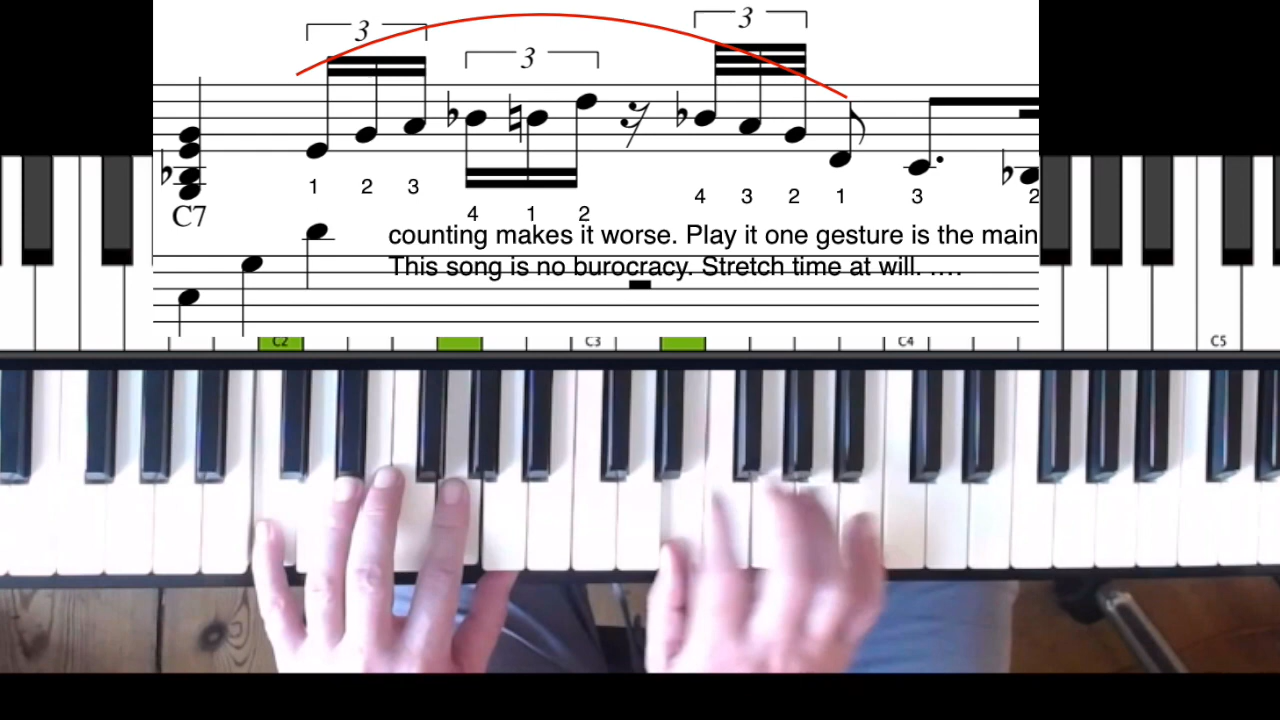 3 3
3
1 2 3
4 3 2 1 3 2
C7
4 1 2
counting makes it worse. Play it one gesture is the main
This song is no burocracy. Stretch time at will. ....
C2 C3 C4 C5